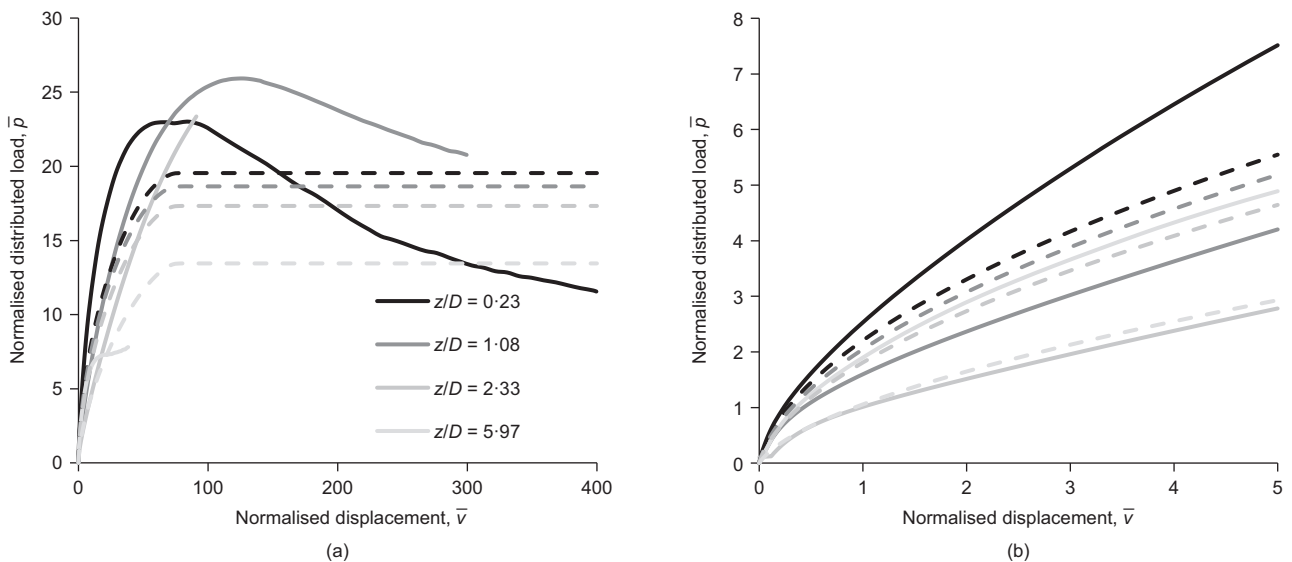 30
25
20
15
10
5
0
Normalised distributed load, p̅
0 100 200 300 400
Normalised displacement, v̅
z/D = 0·23
z/D = 1·08
z/D = 2·33
z/D = 5·97
(a)
8
7
6
5
4
3
2
1
0
Normalised distributed load, p̅
0 1 2 3 4 5
Normalised displacement, v̅
(b)